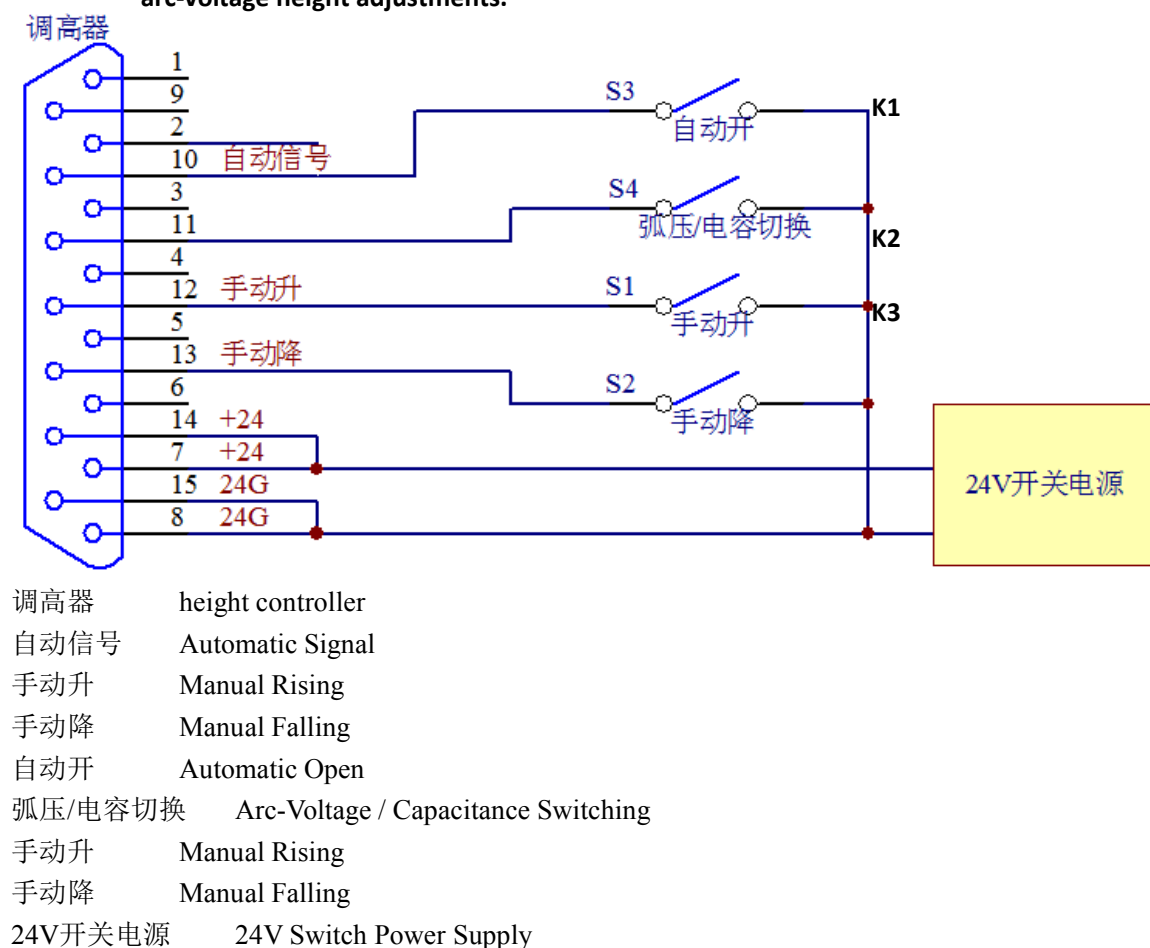 arc-voltage height adjustments.
调高器
1
9
2
10 自动信号
3
11
4
12 手动升
5
13 手动降
6
14 +24
7 +24
15 24G
8 24G
S3
自动开
K1
S4
弧压/电容切换
K2
S1
手动升
K3
S2
手动降
24V开关电源
调高器 height controller
自动信号 Automatic Signal
手动升 Manual Rising
手动降 Manual Falling
自动开 Automatic Open
弧压/电容切换 Arc-Voltage / Capacitance Switching
手动升 Manual Rising
手动降 Manual Falling
24V开关电源 24V Switch Power Supply